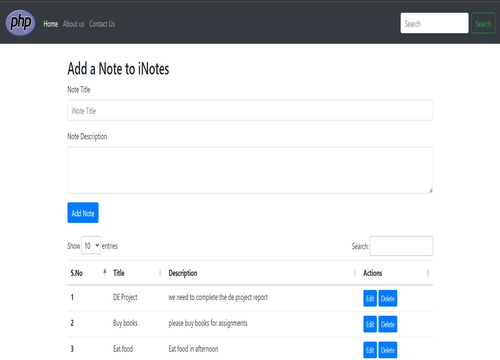 php Home About us Contact Us Search Search
Add a Note to iNotes
Note Title
iNote Title
Note Description
Add Note
Show 10 entries Search:
S.No Title Description Actions
1 DE Project we need to complete the de project report Edit Delete
2 Buy books please buy books for assignments Edit Delete
3 Eat food Eat food in afternoon Edit Delete